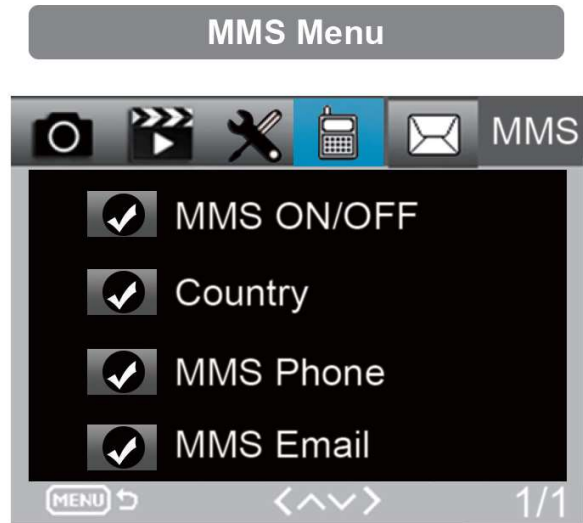 MMS Menu
MMS
MMS ON/OFF
Country
MMS Phone
MMS Email
MENU 1/1